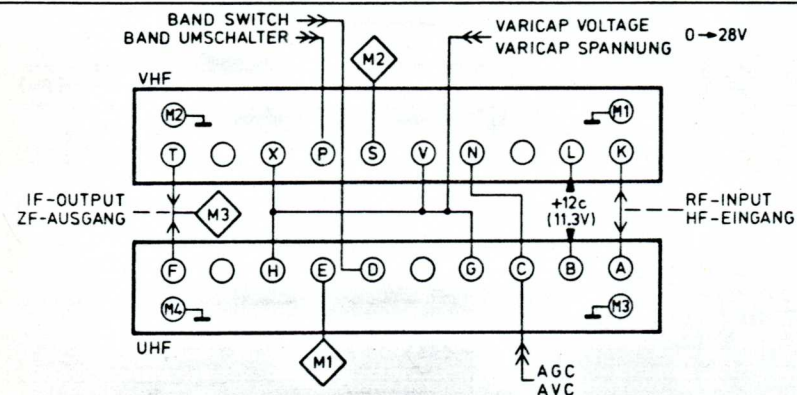 BAND SWITCH
BAND UMSCHALTER
VARICAP VOLTAGE
VARICAP SPANNUNG
0→28V
M2
VHF
M2
M1
T X P S V N L K
IF-OUTPUT
ZF-AUSGANG
M3
+12c
(11.3V)
RF-INPUT
HF-EINGANG
F H E D G C B A
M4
M3
UHF
M1
AGC
AVC